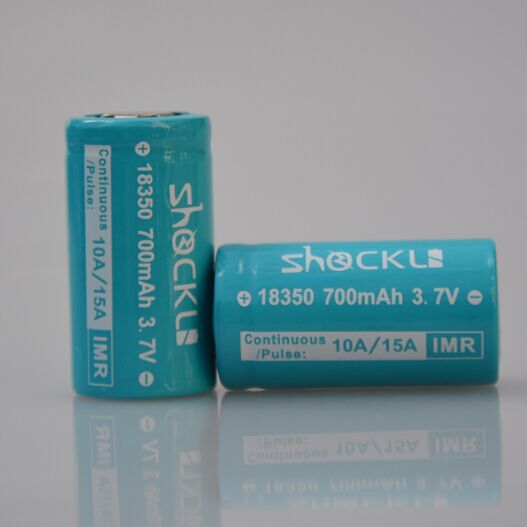 shOCKLi
⊕ 18350 700mAh 3.7V ⊖
Continuous
/Pulse: 10A/15A IMR
shOCKLi
⊕ 18350 700mAh 3.7V ⊖
Continuous
/Pulse: 10A/15A IMR